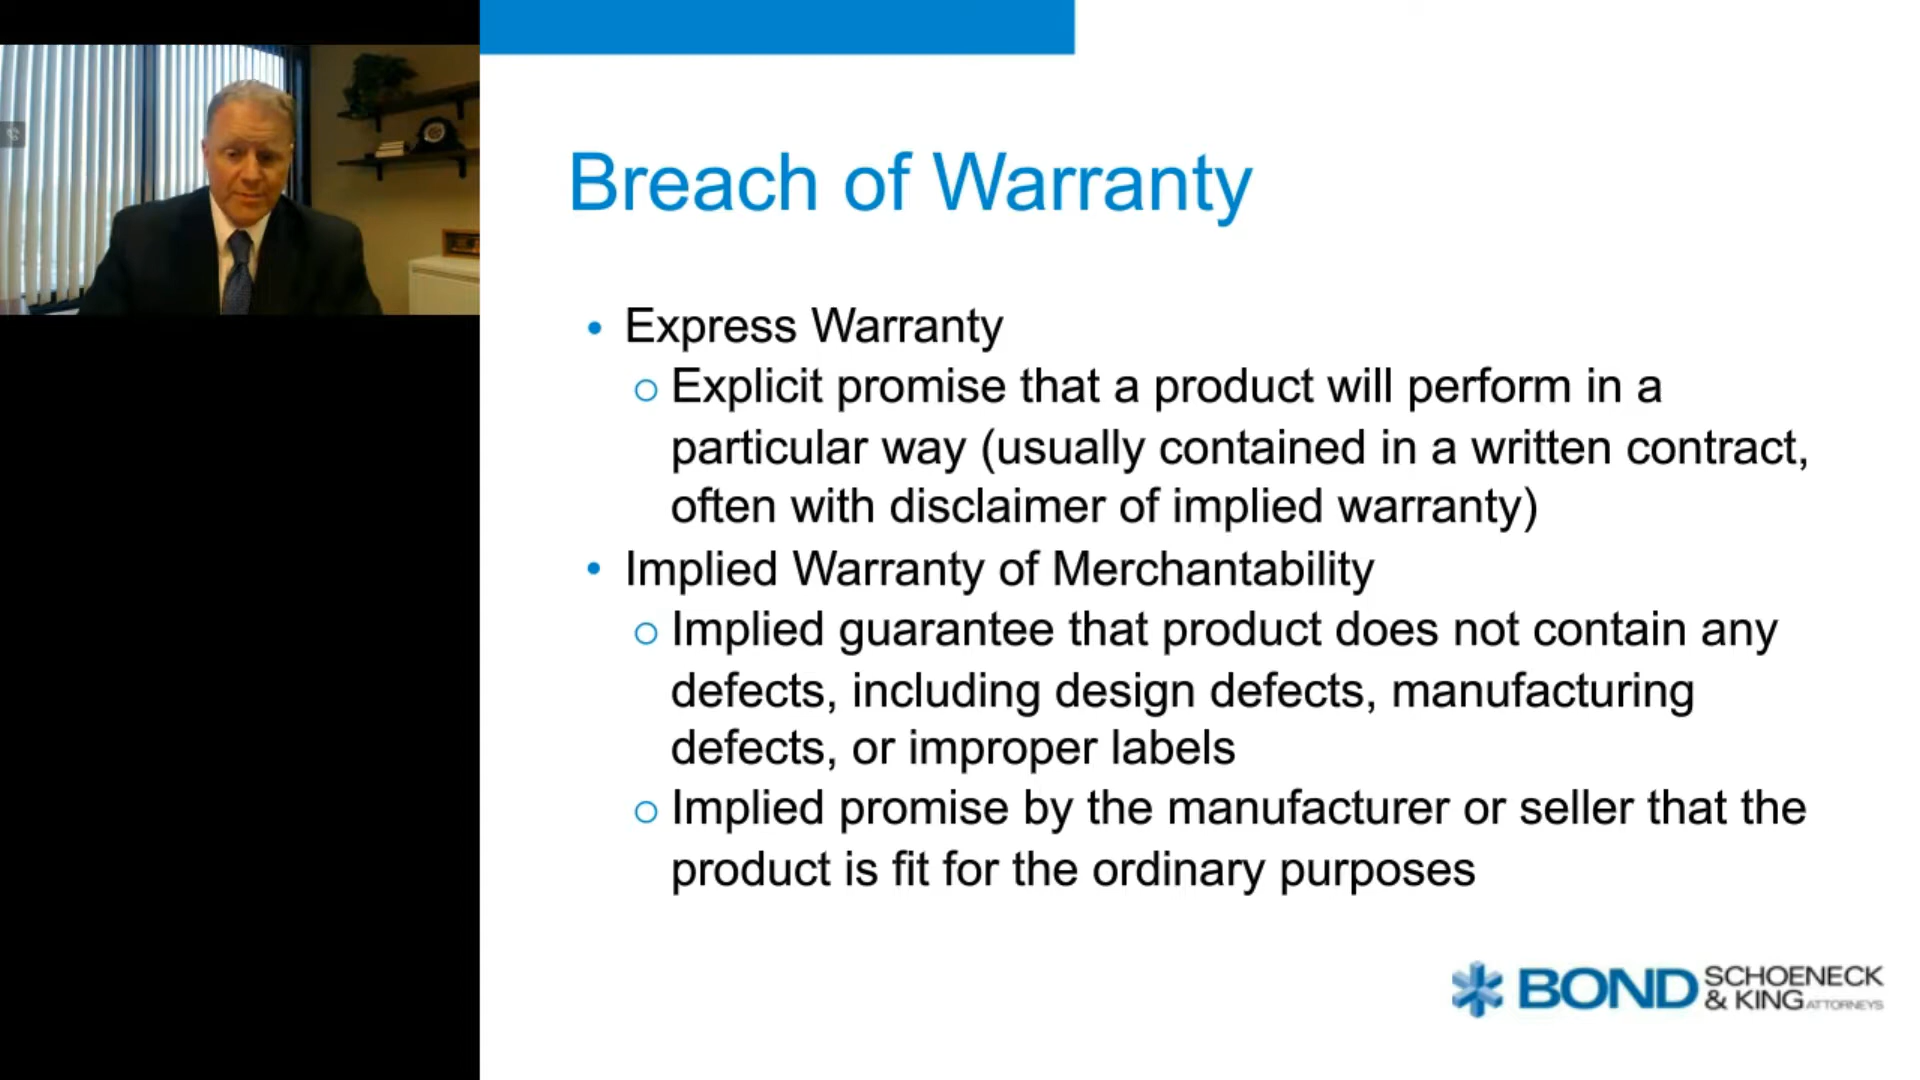 Breach of Warranty
• Express Warranty
○ Explicit promise that a product will perform in a
particular way (usually contained in a written contract,
often with disclaimer of implied warranty)
• Implied Warranty of Merchantability
○ Implied guarantee that product does not contain any
defects, including design defects, manufacturing
defects, or improper labels
○ Implied promise by the manufacturer or seller that the
product is fit for the ordinary purposes
BOND SCHOENECK
& KING ATTORNEYS